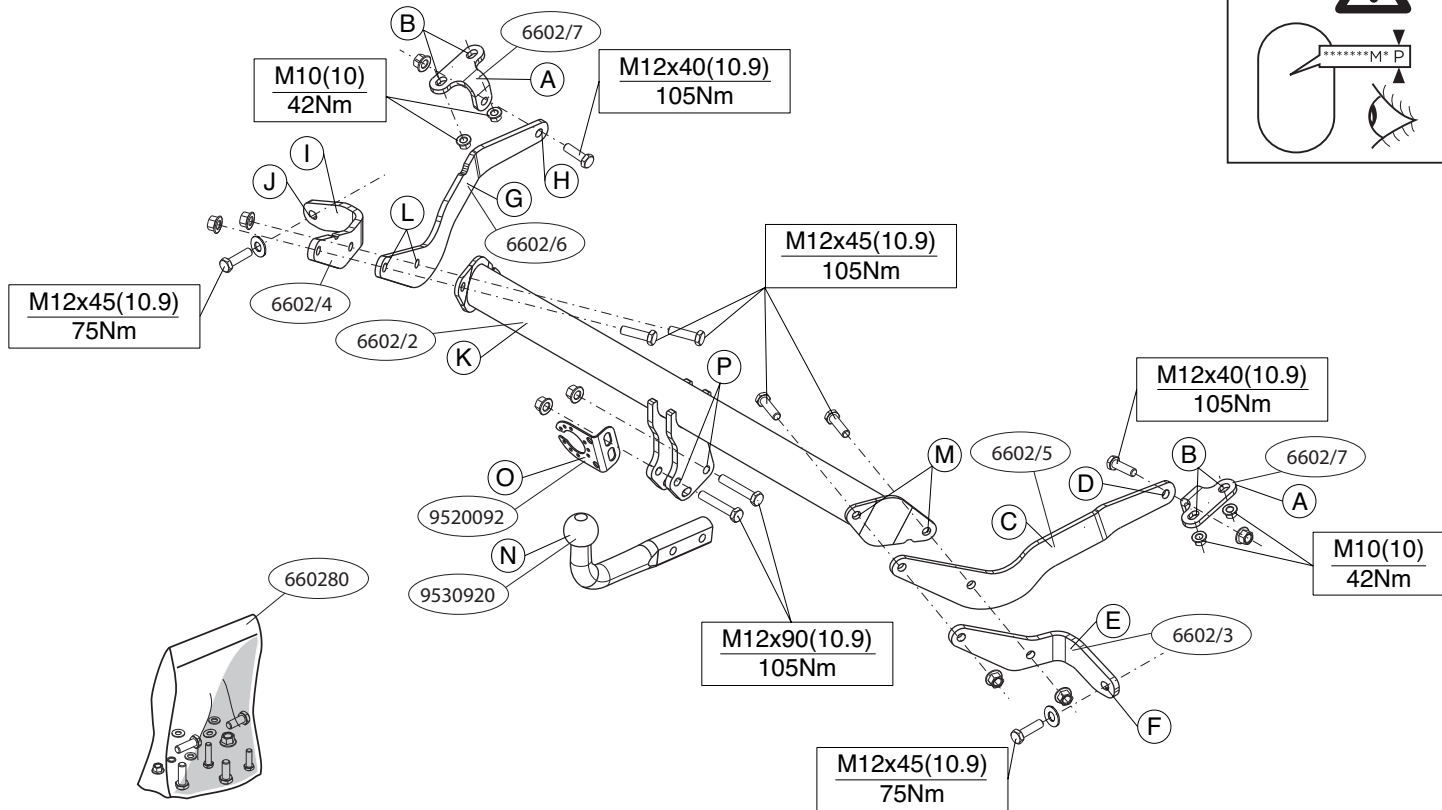 B
6602/7
M10(10)
42Nm
A
M12x40(10.9)
105Nm
*******M* P
I
J
H
G
L
6602/6
M12x45(10.9)
105Nm
M12x45(10.9)
75Nm
6602/4
6602/2
K
P
M12x40(10.9)
105Nm
M
6602/5
B
6602/7
D
A
O
9520092
C
N
M10(10)
42Nm
660280
9530920
E
6602/3
M12x90(10.9)
105Nm
F
M12x45(10.9)
75Nm